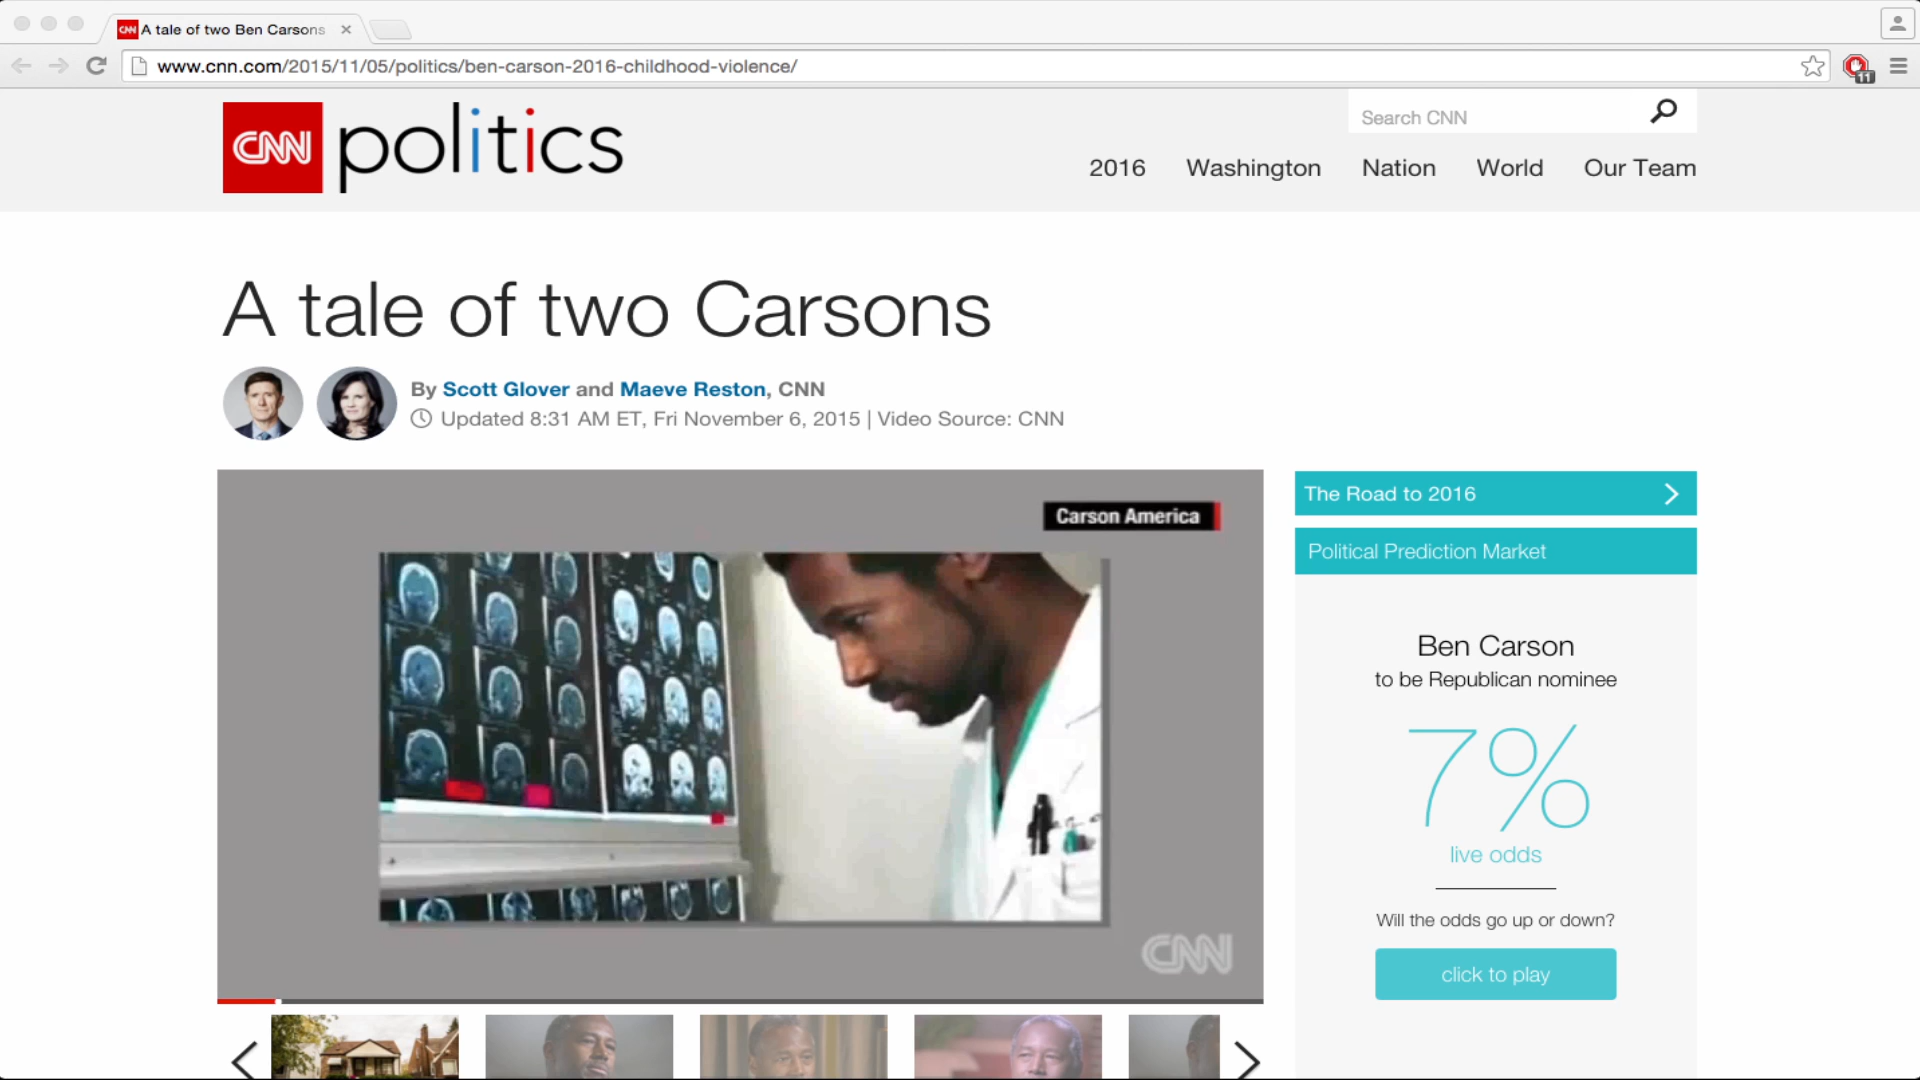 CNN A tale of two Ben Carsons
www.cnn.com/2015/11/05/politics/ben-carson-2016-childhood-violence/
11
CNN politics
Search CNN
2016 Washington Nation World Our Team
A tale of two Carsons
By Scott Glover and Maeve Reston, CNN
Updated 8:31 AM ET, Fri November 6, 2015 | Video Source: CNN
Carson America
CNN
The Road to 2016
Political Prediction Market
Ben Carson
to be Republican nominee
7%
live odds
Will the odds go up or down?
click to play